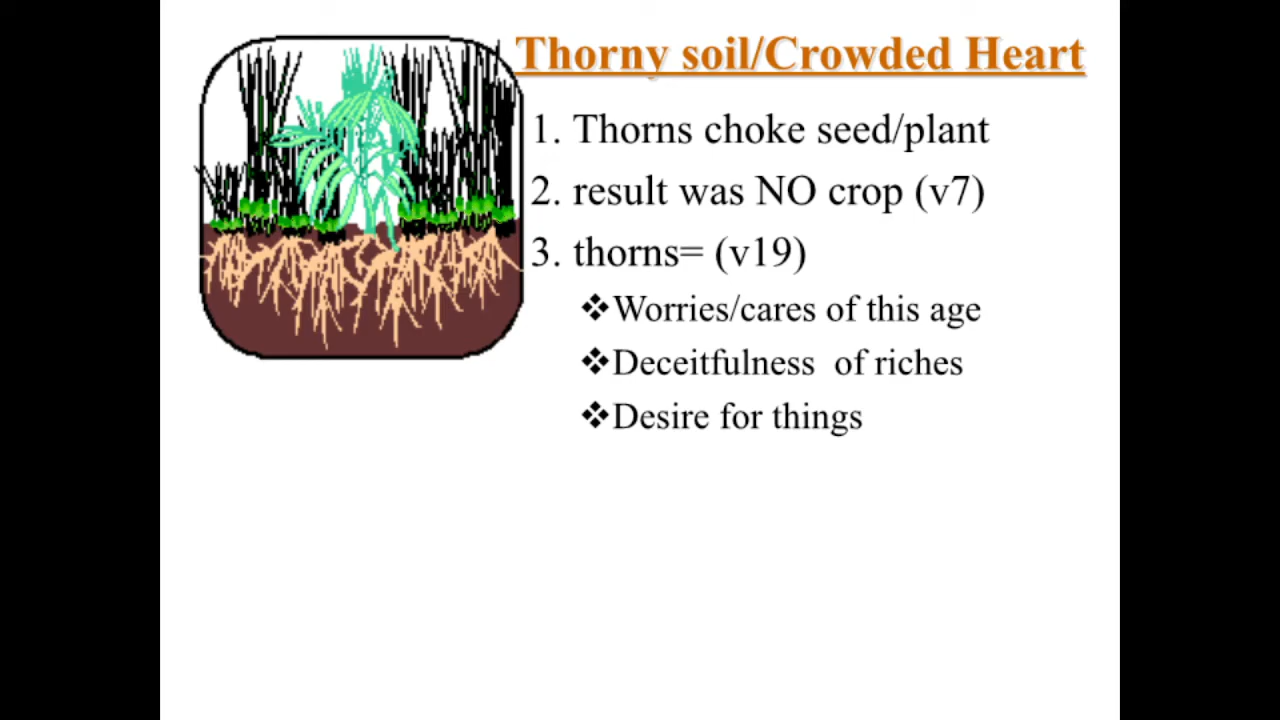 Thorny soil/Crowded Heart
1. Thorns choke seed/plant
2. result was NO crop (v7)
3. thorns= (v19)
❖Worries/cares of this age
❖Deceitfulness  of riches
❖Desire for things